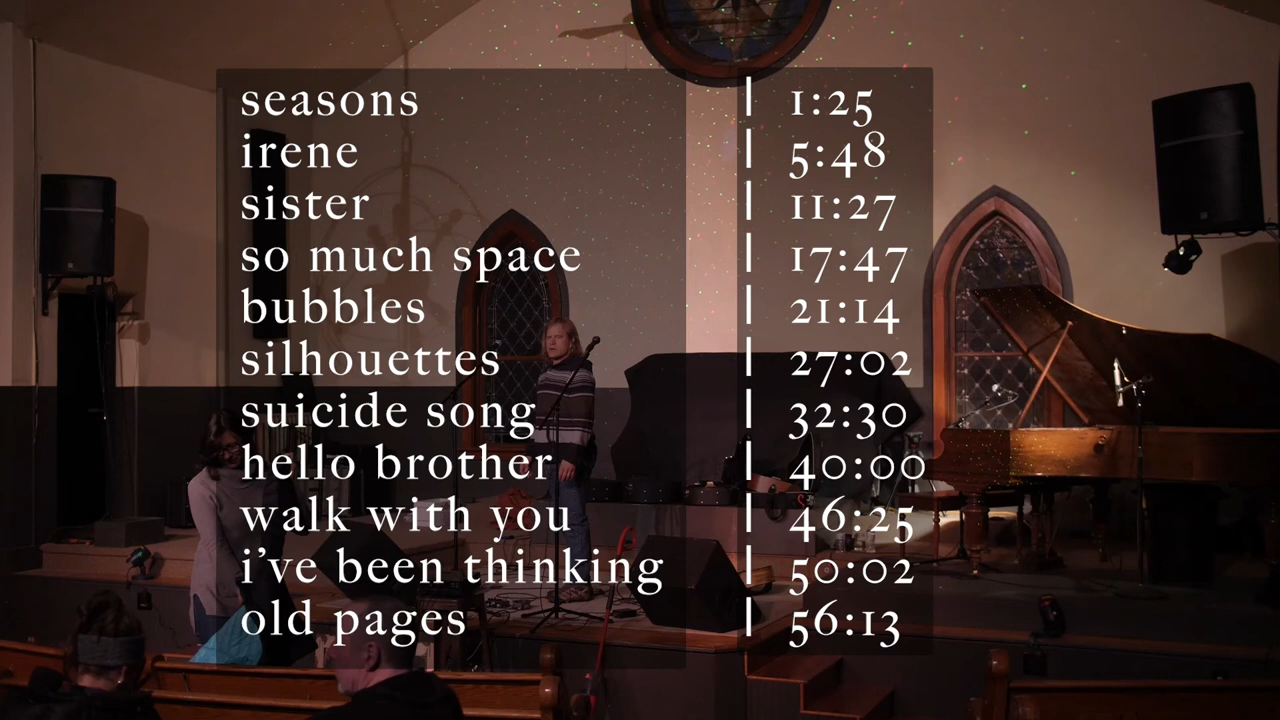 seasons | 1:25
irene | 5:48
sister | 11:27
so much space | 17:47
bubbles | 21:14
silhouettes | 27:02
suicide song | 32:30
hello brother | 40:00
walk with you | 46:25
i’ve been thinking | 50:02
old pages | 56:13